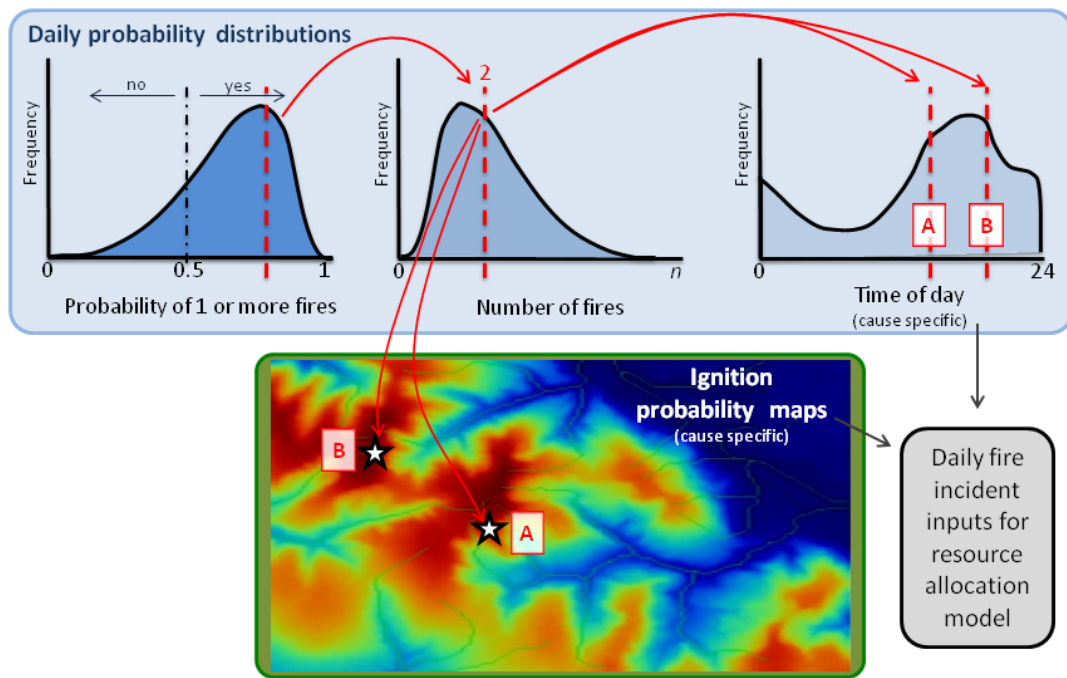 Daily probability distributions
no
yes
2
Frequency
Frequency
Frequency
A
B
0
0.5
1
0
n
0
24
Probability of 1 or more fires
Number of fires
Time of day
(cause specific)
Ignition
probability maps
(cause specific)
B
A
Daily fire
incident
inputs for
resource
allocation
model